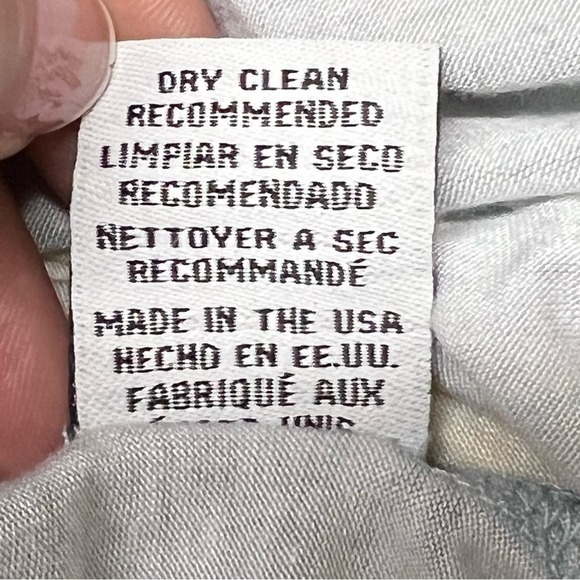 DRY CLEAN
RECOMMENDED
LIMPIAR EN SECO
RECOMENDADO
NETTOYER A SEC
RECOMMANDÉ
MADE IN THE USA
HECHO EN EE.UU.
FABRIQUÉ AUX